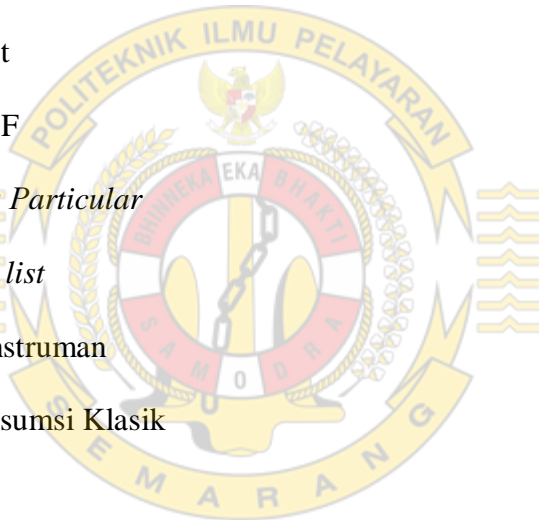 t
F
Particular
list
nstruman
sumsi Klasik
POLITEKNIK ILMU PELAYARAN
BHINNEKA EKA BHAKTI
SAMODRA
SEMARANG